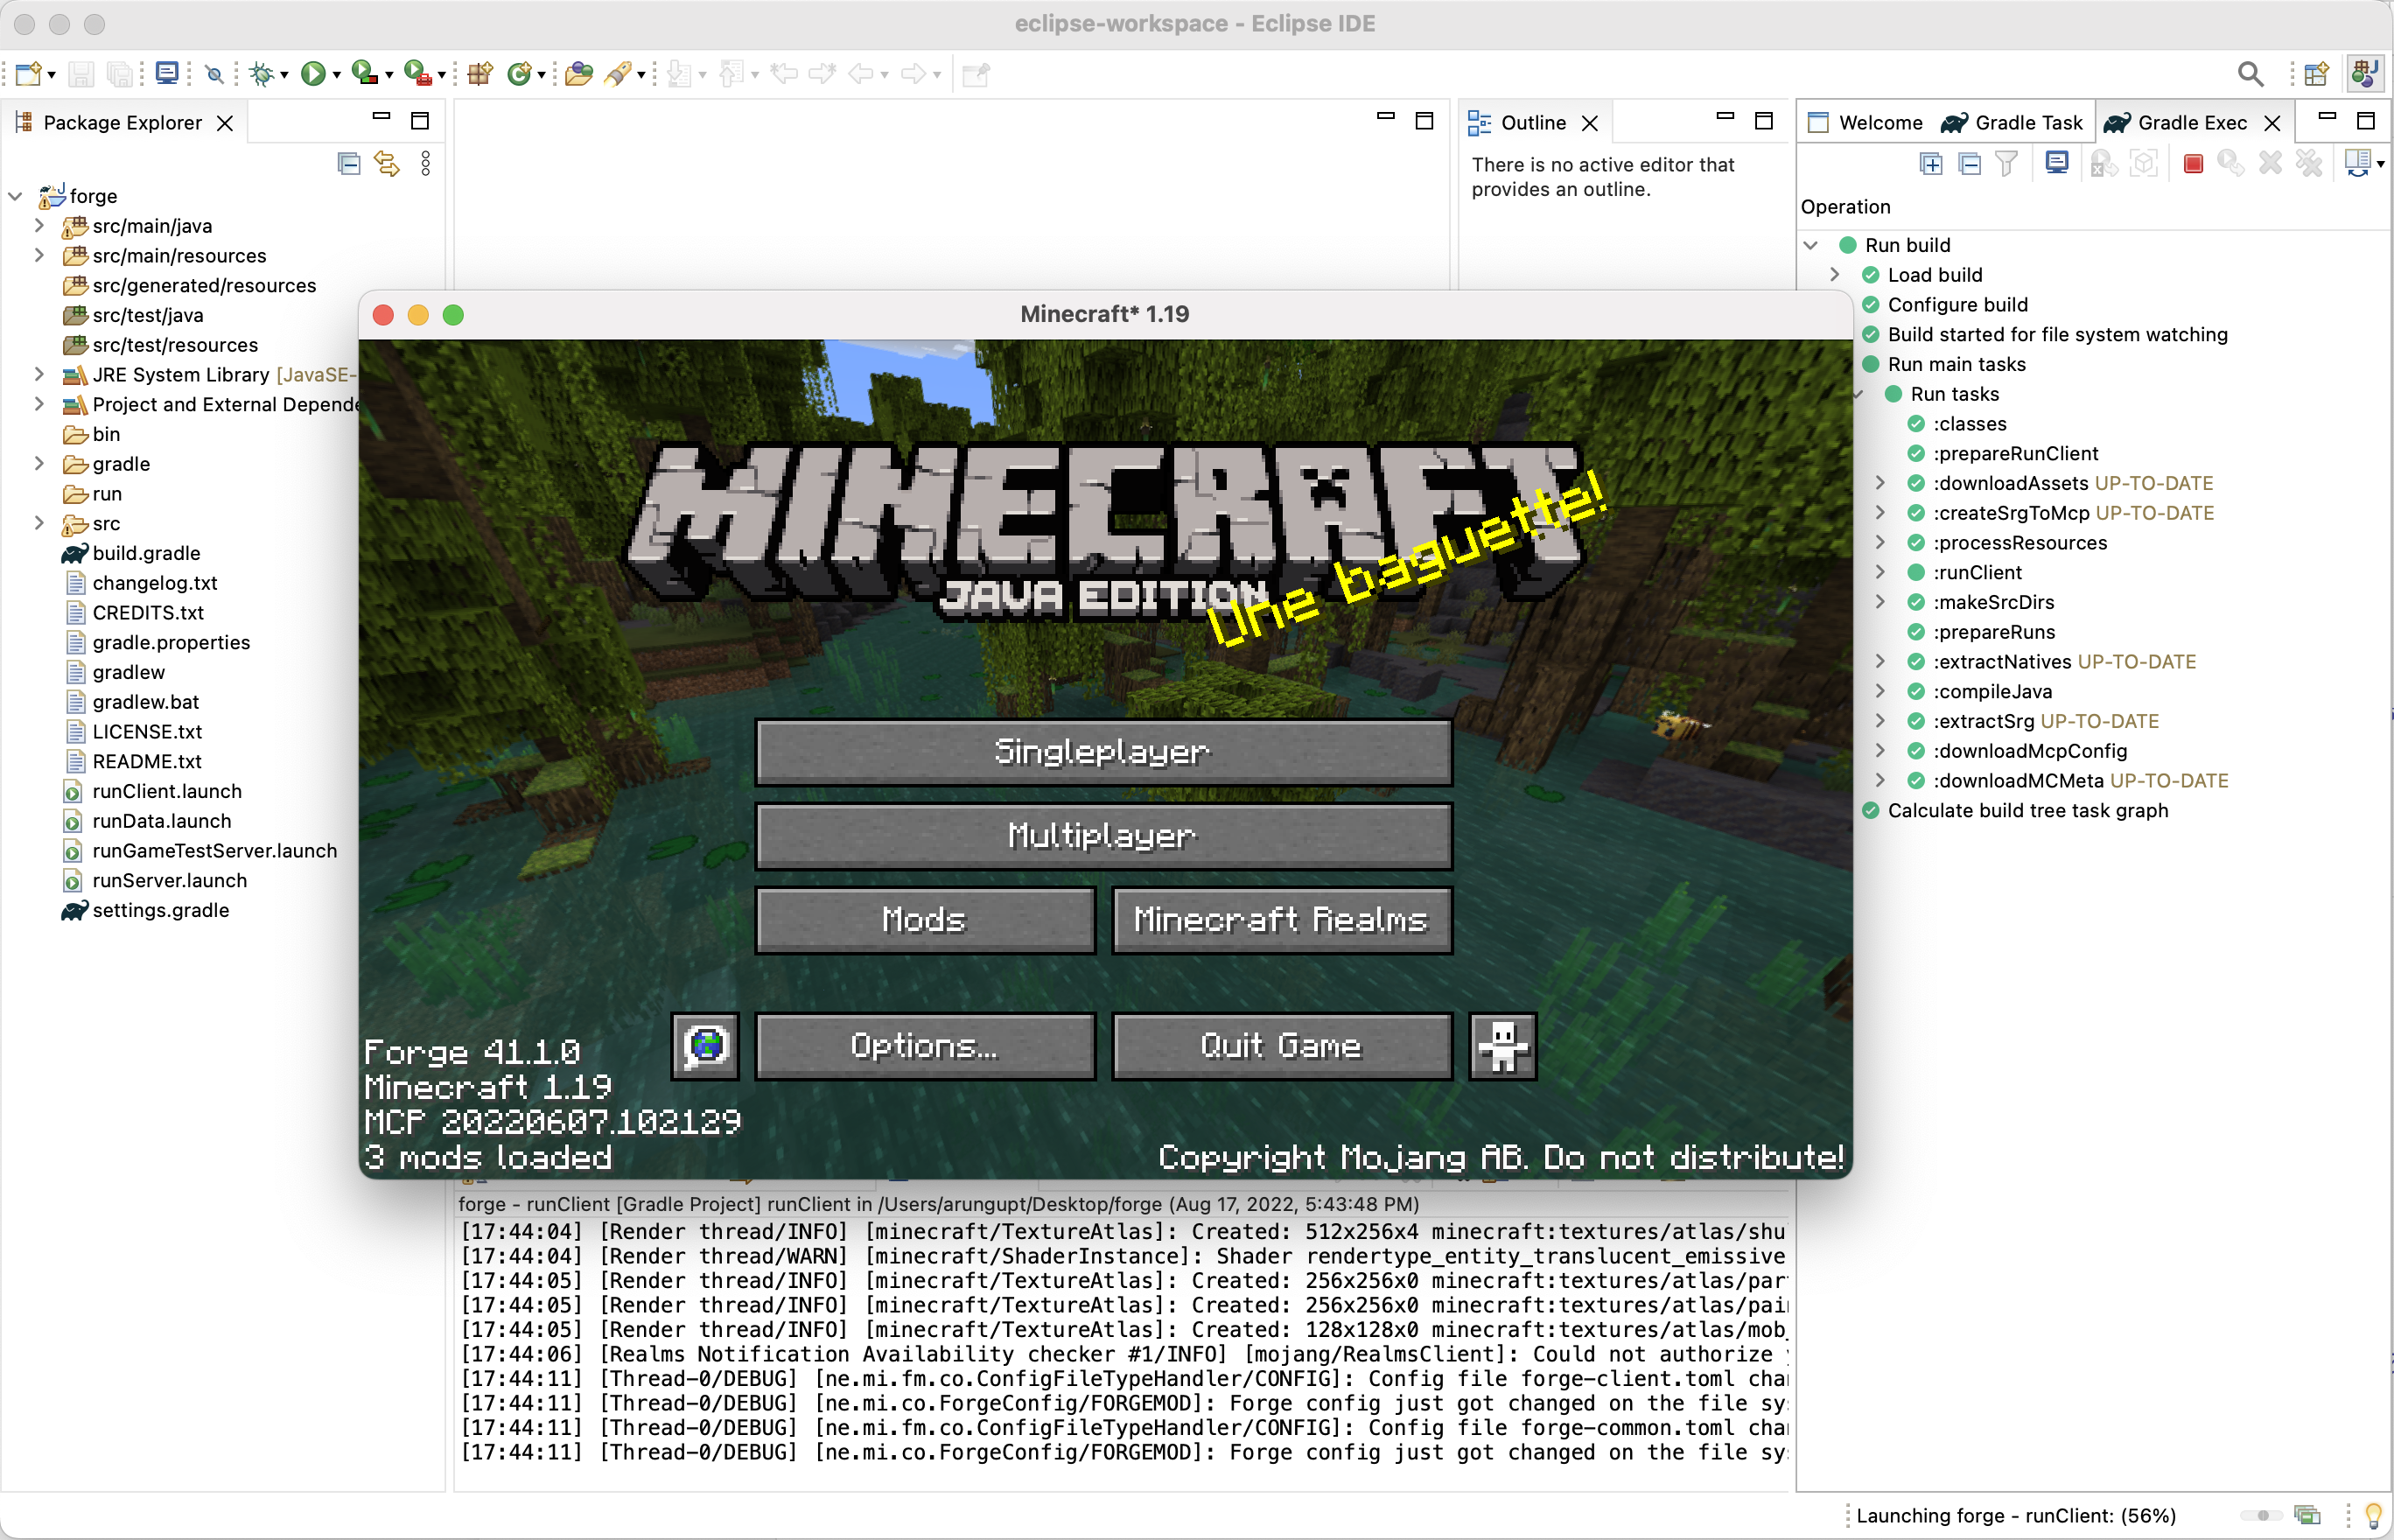 eclipse-workspace - Eclipse IDE
Package Explorer
forge
src/main/java
src/main/resources
src/generated/resources
src/test/java
src/test/resources
JRE System Library [JavaSE-
Project and External
bin
gradle
run
src
build.gradle
changelog.txt
CREDITS.txt
gradle.properties
gradlew
gradlew.bat
LICENSE.txt
README.txt
runClient.launch
runData.launch
runGameTestServer.launch
runServer.launch
settings.gradle
Outline
There is no active editor that
provides an outline.
Welcome
Gradle Task
Gradle Exec
Operation
Run build
Load build
Configure build
Build started for file system watching
Run main tasks
Run tasks
:classes
:prepareRunClient
:downloadAssets UP-TO-DATE
:createSrgToMcp UP-TO-DATE
:processResources
:runClient
:makeSrcDirs
:prepareRuns
:extractNatives UP-TO-DATE
:compileJava
:extractSrg UP-TO-DATE
:downloadMcpConfig
:downloadMCMeta UP-TO-DATE
Calculate build tree task graph
Minecraft* 1.19
MINECRAFT
JAVA EDITION
Une baguette!
Singleplayer
Multiplayer
Mods
Minecraft Realms
Options...
Quit Game
Forge 41.1.0
Minecraft 1.19
MCP 20220607.102129
3 mods loaded
Copyright Mojang AB. Do not distribute!
forge - runClient [Gradle Project] runClient in /Users/arungupt/Desktop/forge (Aug 17, 2022, 5:43:48 PM)
[17:44:04] [Render thread/INFO] [minecraft/TextureAtlas]: Created: 512x256x4 minecraft:textures/atlas/shu
[17:44:04] [Render thread/WARN] [minecraft/ShaderInstance]: Shader rendertype_entity_translucent_emissive
[17:44:05] [Render thread/INFO] [minecraft/TextureAtlas]: Created: 256x256x0 minecraft:textures/atlas/par
[17:44:05] [Render thread/INFO] [minecraft/TextureAtlas]: Created: 256x256x0 minecraft:textures/atlas/pai
[17:44:05] [Render thread/INFO] [minecraft/TextureAtlas]: Created: 128x128x0 minecraft:textures/atlas/mob_
[17:44:06] [Realms Notification Availability checker #1/INFO] [mojang/RealmsClient]: Could not authorize
[17:44:11] [Thread-0/DEBUG] [ne.mi.fm.co.ConfigFileTypeHandler/CONFIG]: Config file forge-client.toml cha
[17:44:11] [Thread-0/DEBUG] [ne.mi.co.ForgeConfig/FORGEMOD]: Forge config just got changed on the file sy
[17:44:11] [Thread-0/DEBUG] [ne.mi.fm.co.ConfigFileTypeHandler/CONFIG]: Config file forge-common.toml cha
[17:44:11] [Thread-0/DEBUG] [ne.mi.co.ForgeConfig/FORGEMOD]: Forge config just got changed on the file sy
Launching forge - runClient: (56%)